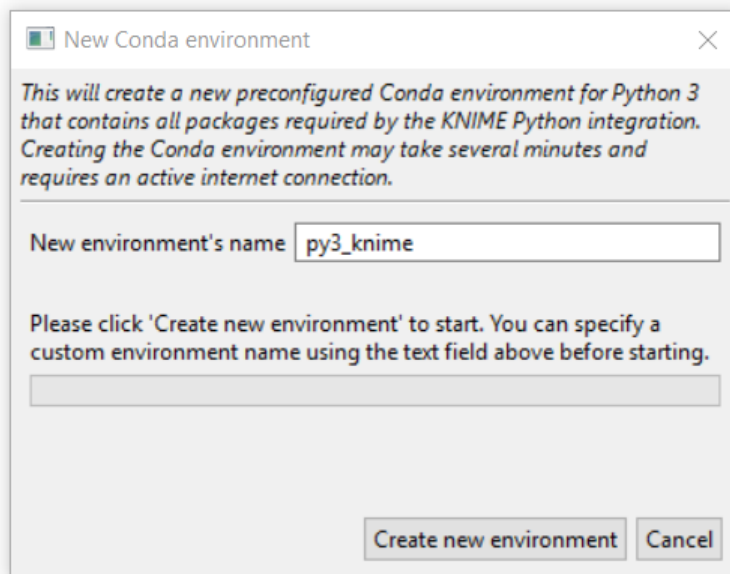 New Conda environment
This will create a new preconfigured Conda environment for Python 3
that contains all packages required by the KNIME Python integration.
Creating the Conda environment may take several minutes and
requires an active internet connection.
New environment's name py3_knime
Please click 'Create new environment' to start. You can specify a
custom environment name using the text field above before starting.
Create new environment Cancel